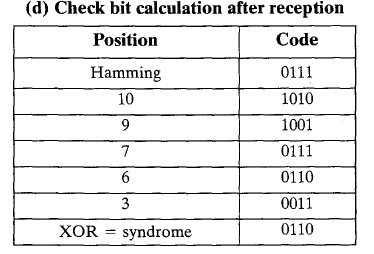 (d) Check bit calculation after reception
Position Code
Hamming 0111
10 1010
9 1001
7 0111
6 0110
3 0011
XOR = syndrome 0110